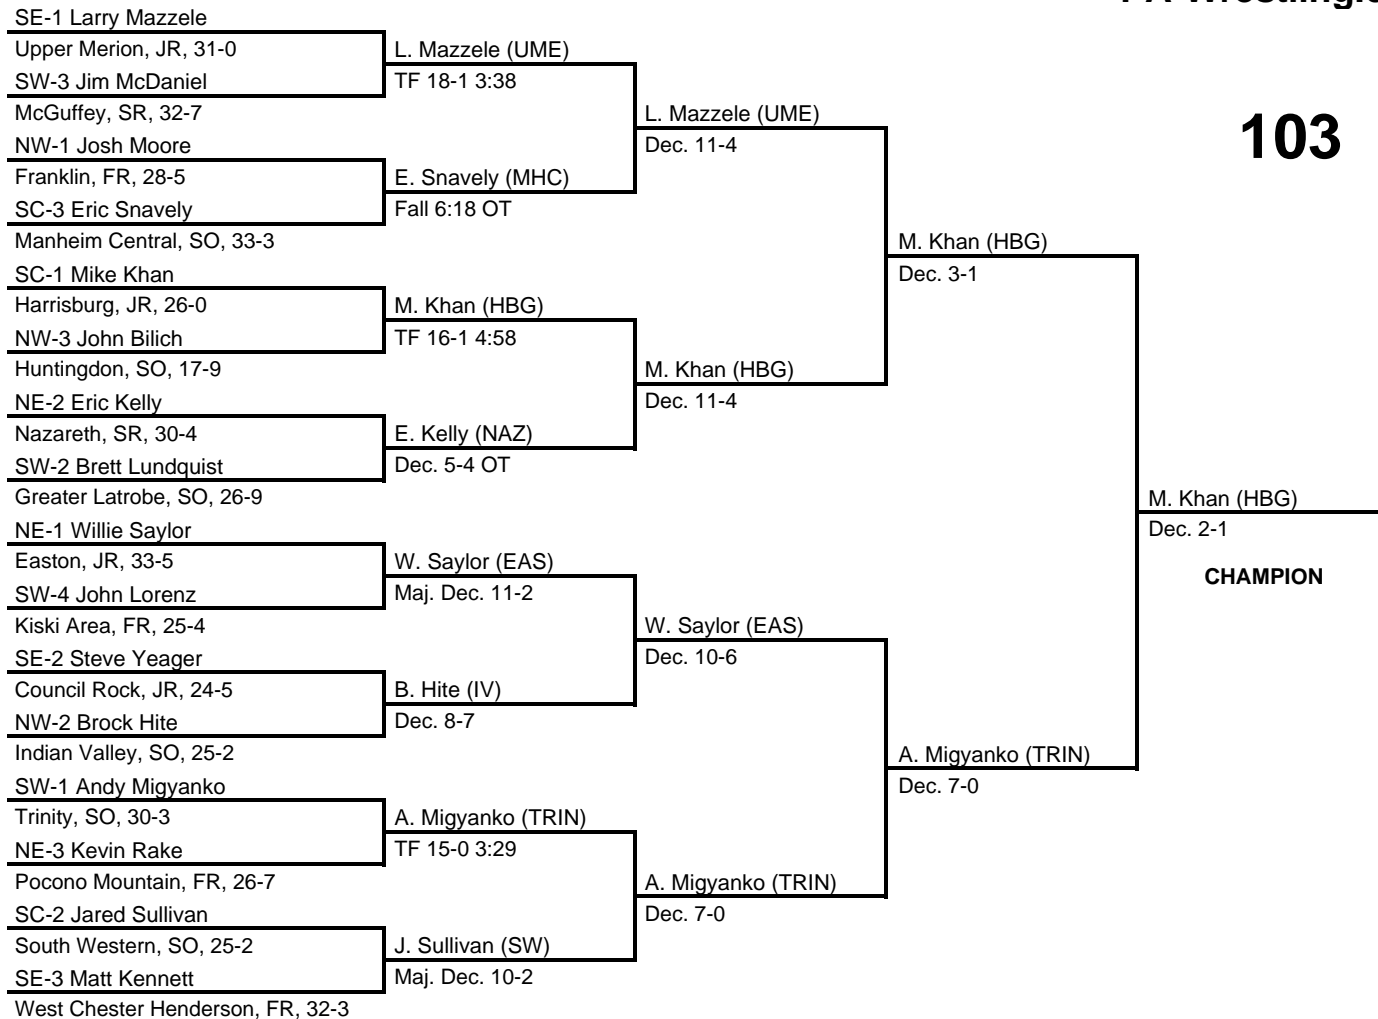 SE-1 Larry Mazzele
Upper Merion, JR, 31-0
L. Mazzele (UME)
SW-3 Jim McDaniel
TF 18-1 3:38
McGuffey, SR, 32-7
L. Mazzele (UME)
103
NW-1 Josh Moore
Dec. 11-4
Franklin, FR, 28-5
E. Snavely (MHC)
SC-3 Eric Snavely
Fall 6:18 OT
Manheim Central, SO, 33-3
M. Khan (HBG)
SC-1 Mike Khan
Dec. 3-1
Harrisburg, JR, 26-0
M. Khan (HBG)
NW-3 John Bilich
TF 16-1 4:58
Huntingdon, SO, 17-9
M. Khan (HBG)
NE-2 Eric Kelly
Dec. 11-4
Nazareth, SR, 30-4
E. Kelly (NAZ)
SW-2 Brett Lundquist
Dec. 5-4 OT
Greater Latrobe, SO, 26-9
M. Khan (HBG)
NE-1 Willie Saylor
Dec. 2-1
Easton, JR, 33-5
W. Saylor (EAS)
CHAMPION
SW-4 John Lorenz
Maj. Dec. 11-2
Kiski Area, FR, 25-4
W. Saylor (EAS)
SE-2 Steve Yeager
Dec. 10-6
Council Rock, JR, 24-5
B. Hite (IV)
NW-2 Brock Hite
Dec. 8-7
Indian Valley, SO, 25-2
A. Migyanko (TRIN)
SW-1 Andy Migyanko
Dec. 7-0
Trinity, SO, 30-3
A. Migyanko (TRIN)
NE-3 Kevin Rake
TF 15-0 3:29
Pocono Mountain, FR, 26-7
A. Migyanko (TRIN)
SC-2 Jared Sullivan
Dec. 7-0
South Western, SO, 25-2
J. Sullivan (SW)
SE-3 Matt Kennett
Maj. Dec. 10-2
West Chester Henderson, FR, 32-3